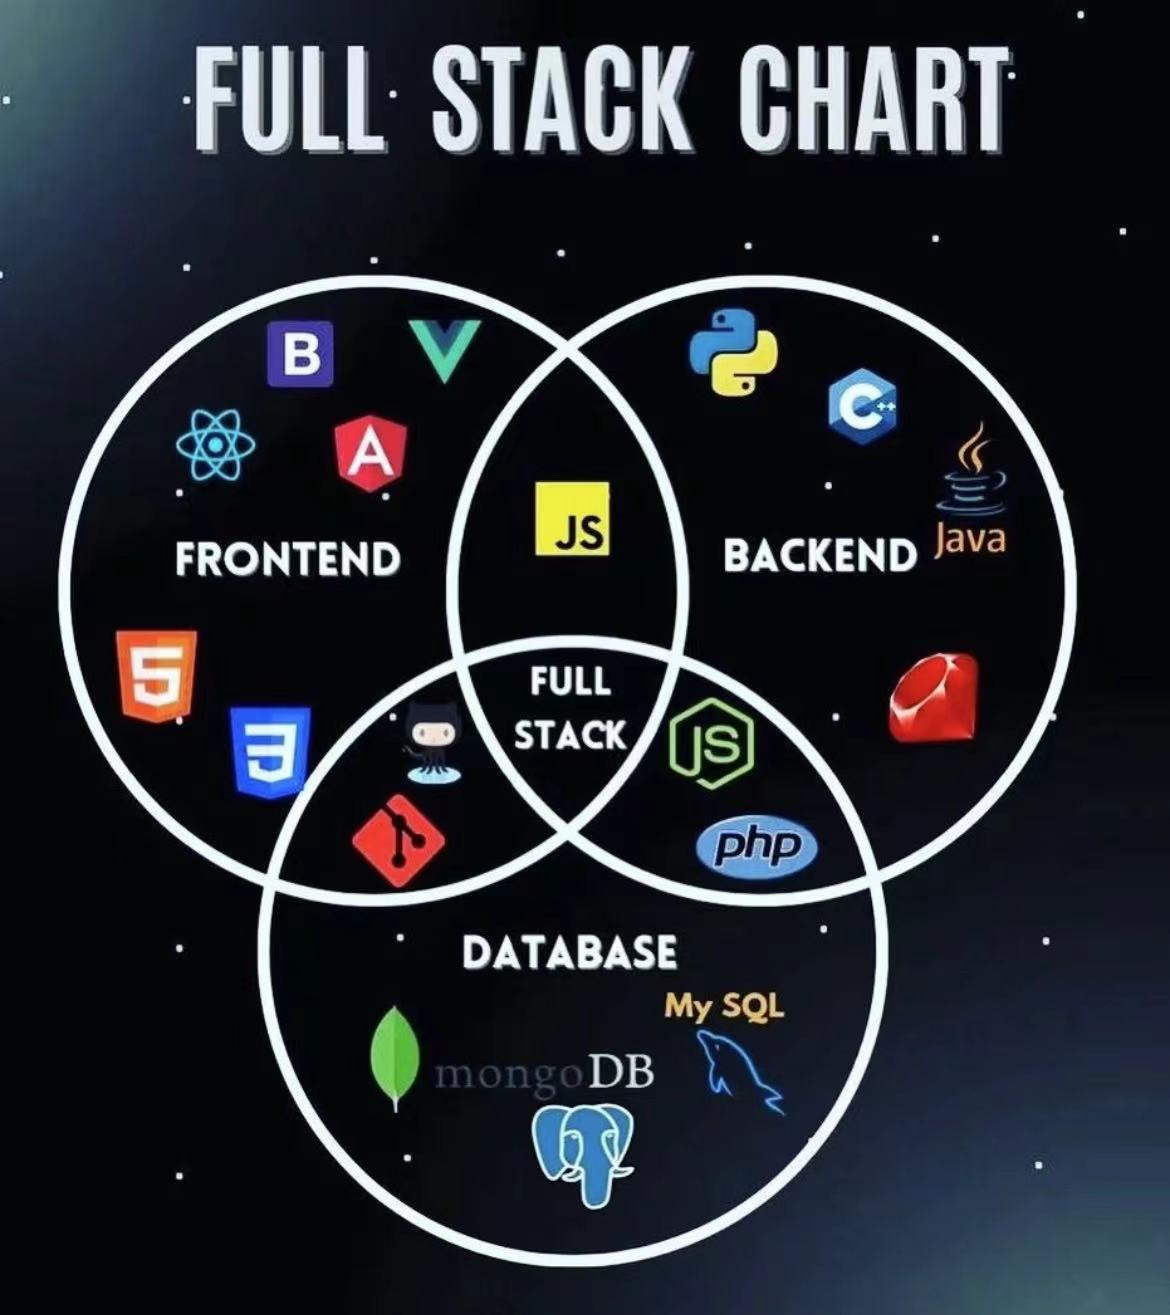 FULL STACK CHART
B
A
JS
C++
FRONTEND
BACKEND
Java
5
3
FULL
STACK
JS
php
DATABASE
My SQL
mongoDB